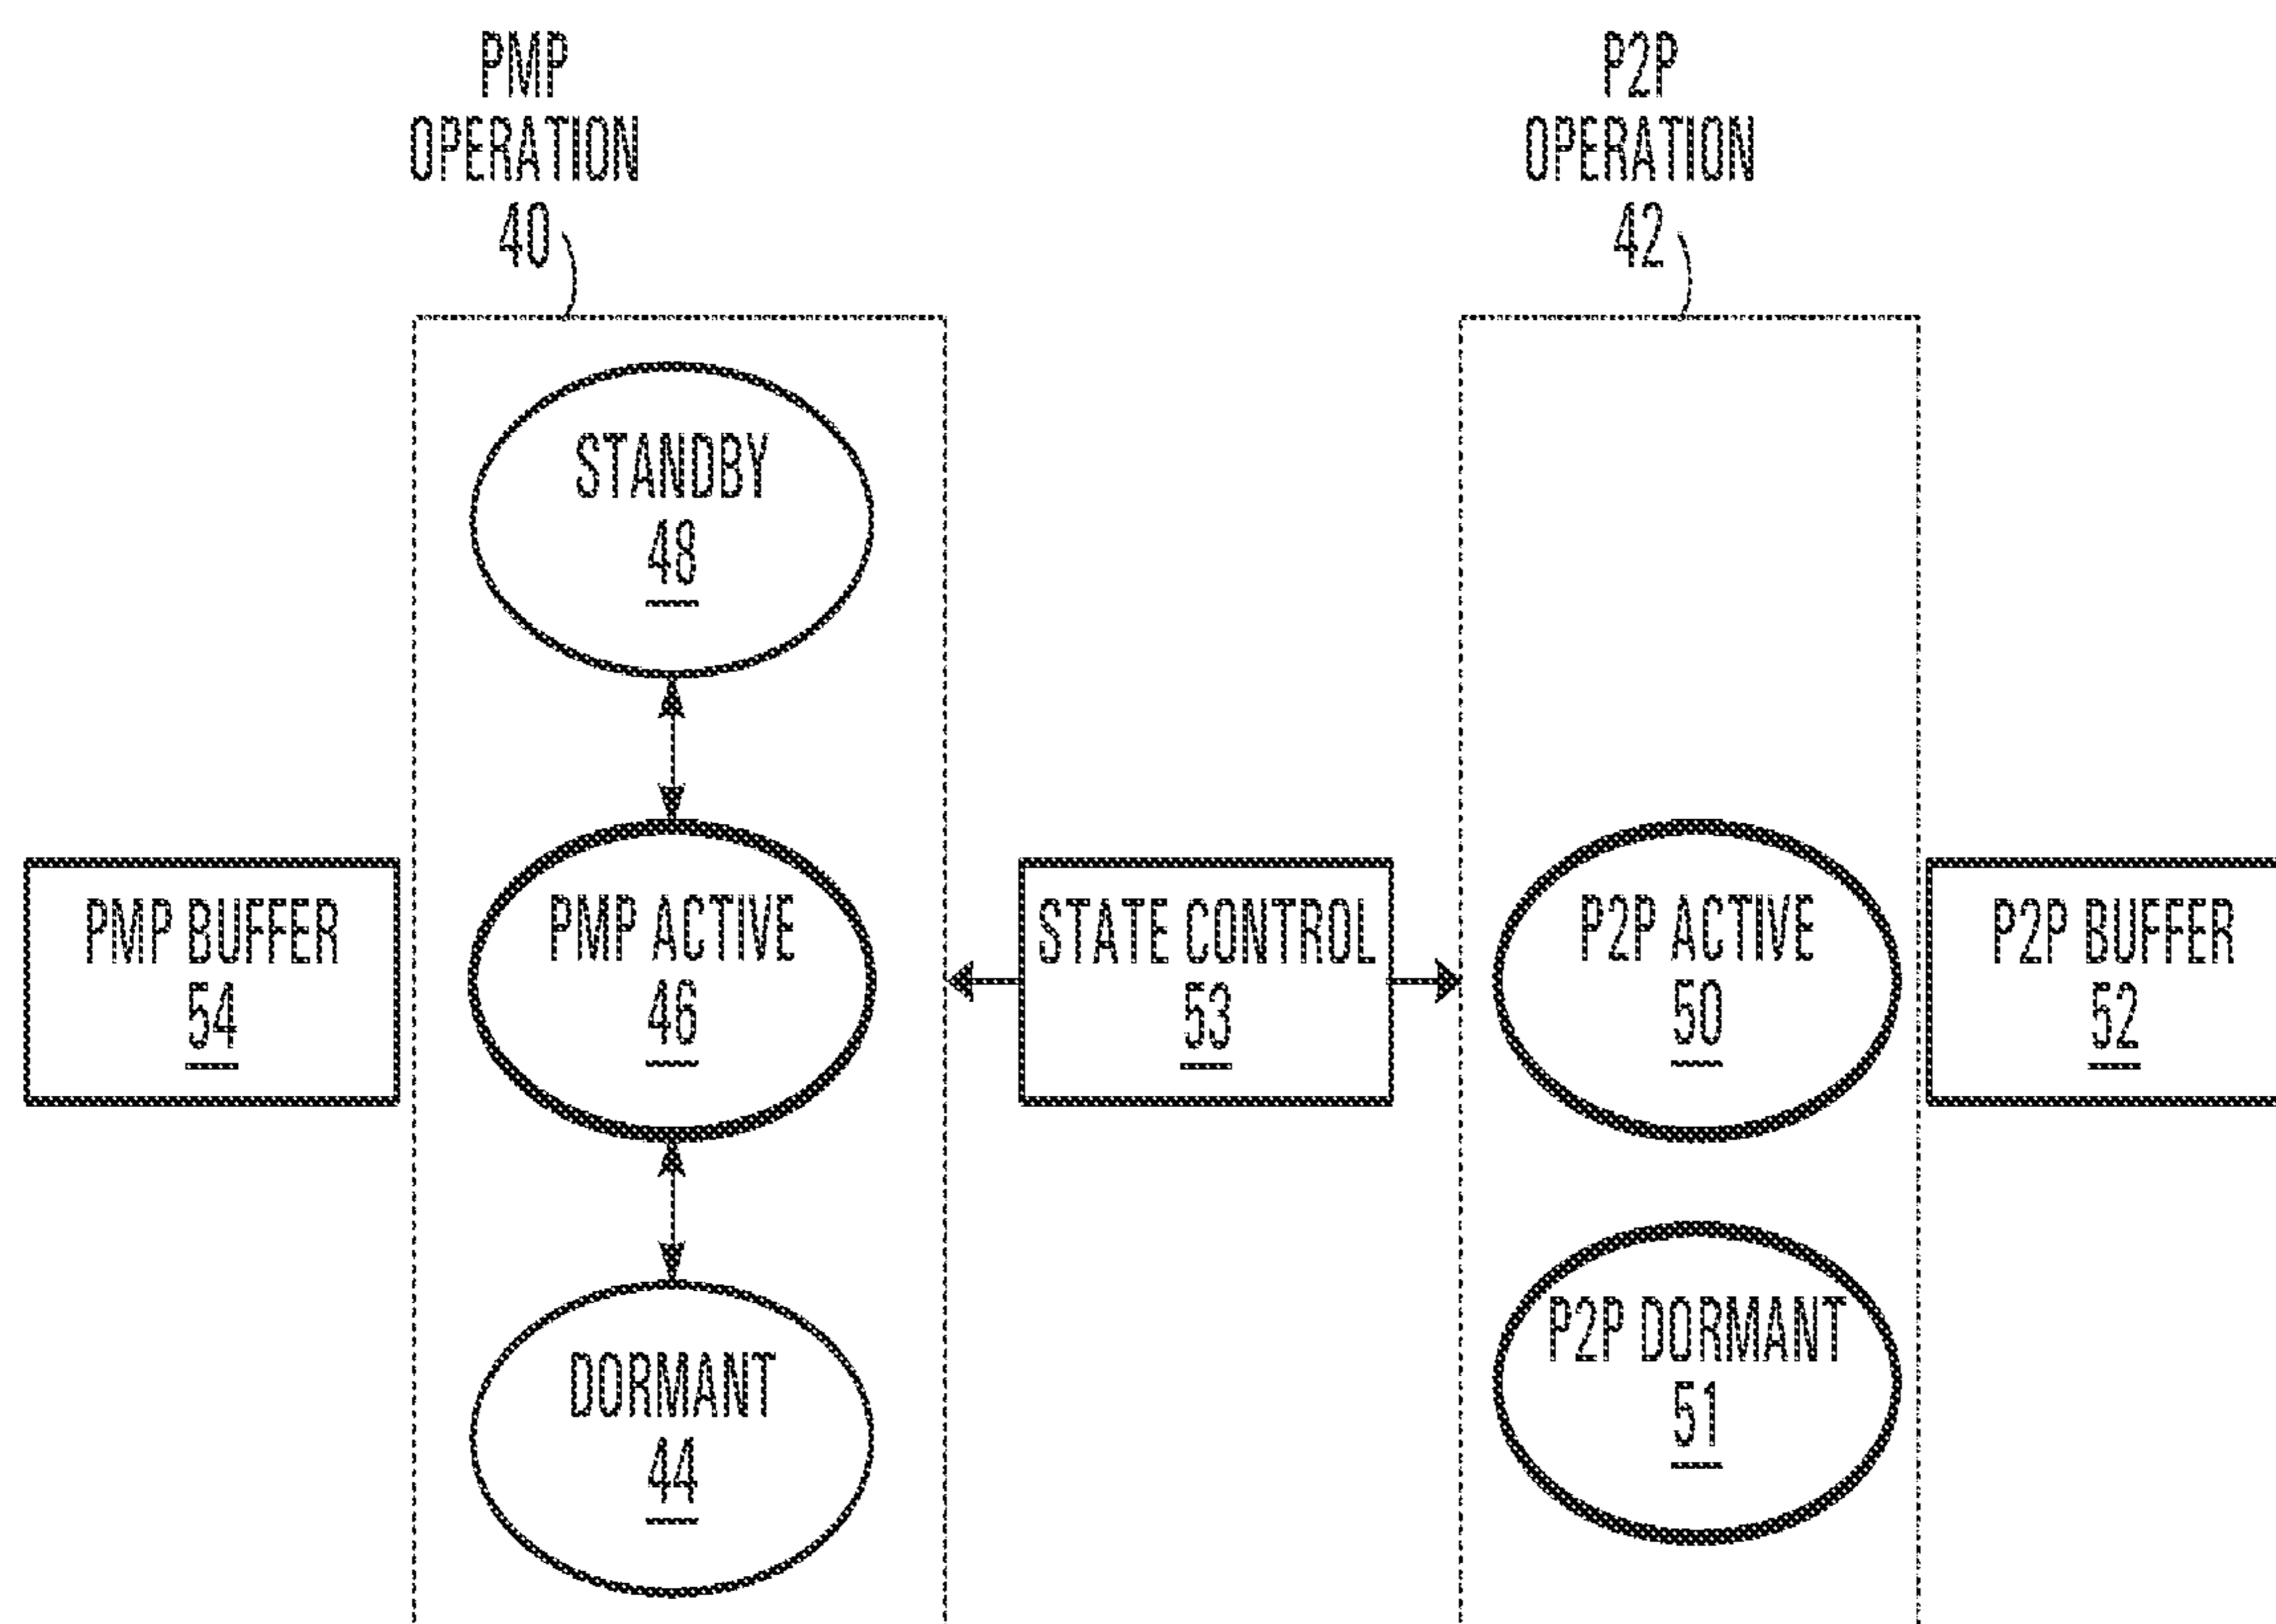 PMP
OPERATION
40
P2P
OPERATION
42
STANDBY
48
PMP BUFFER
54
PMP ACTIVE
46
STATE CONTROL
53
P2P ACTIVE
50
P2P BUFFER
52
DORMANT
44
P2P DORMANT
51